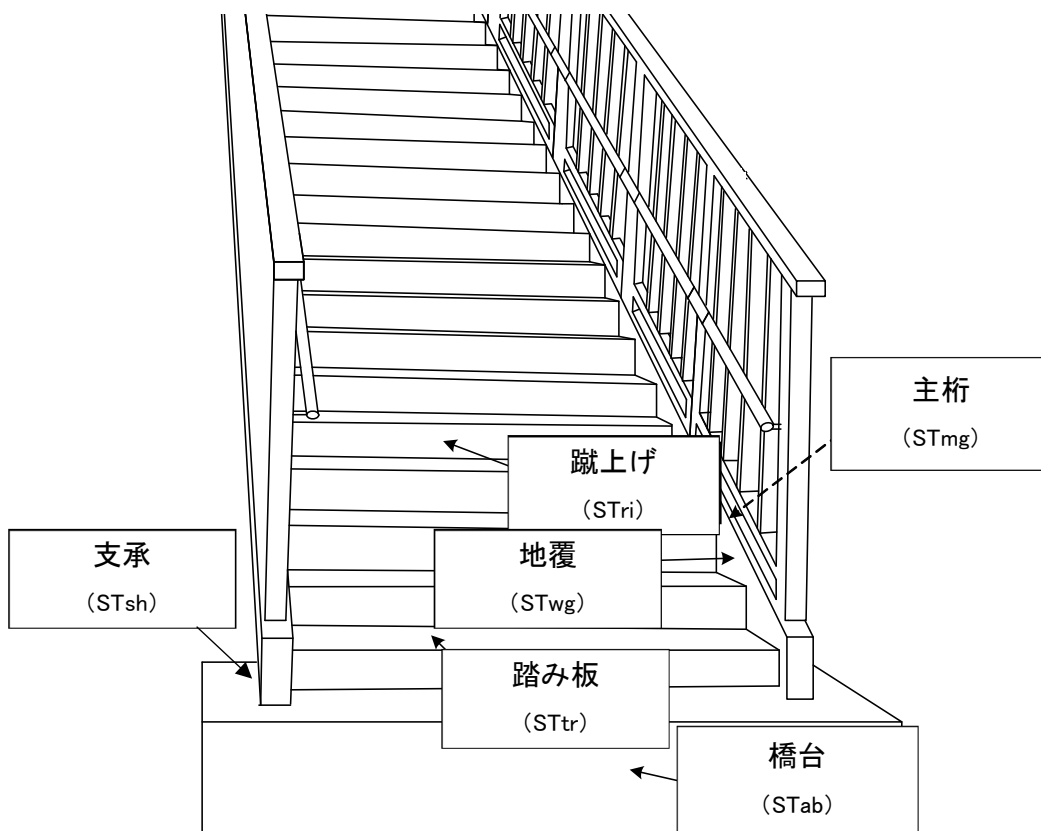 主桁
（STmg）
蹴上げ
（STri）
地覆
（STwg）
支承
（STsh）
踏み板
（STtr）
橋台
（STab）